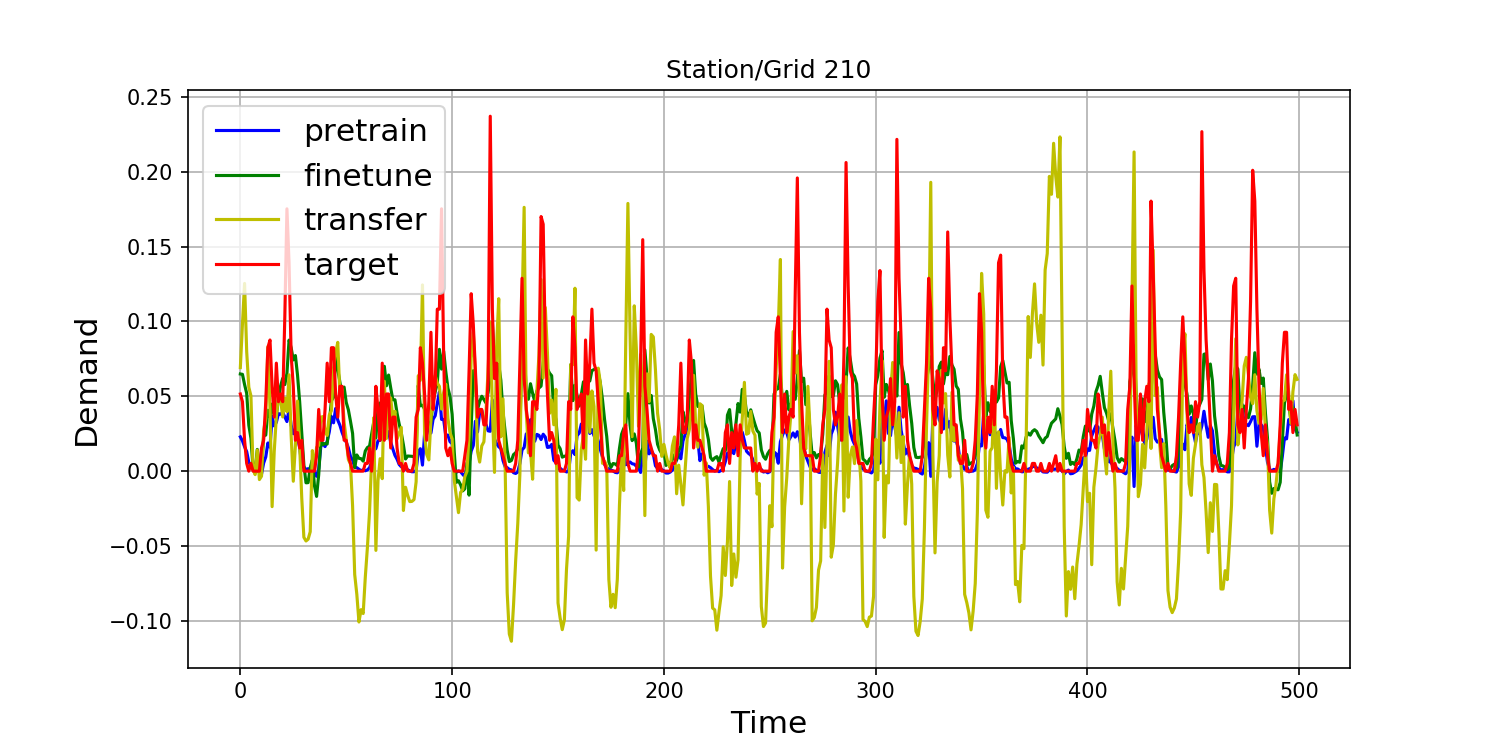 Station/Grid 210
0.25
0.20
0.15
0.10
0.05
0.00
−0.05
−0.10
Demand
pretrain
finetune
transfer
target
0 100 200 300 400 500
Time